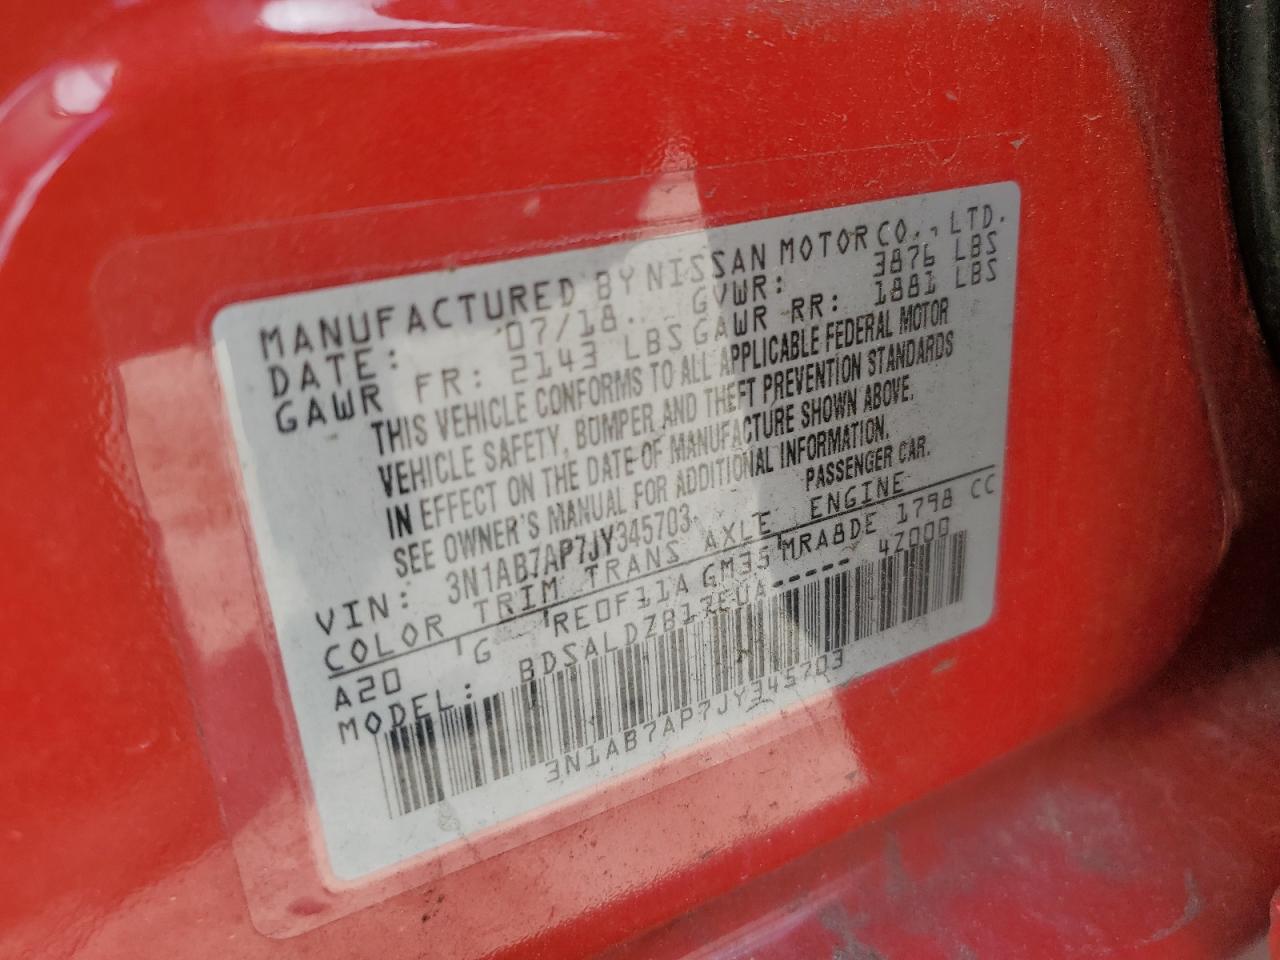 MANUFACTURED BY NISSAN MOTOR CO., LTD.
DATE: 07/18 GVWR: 3876 LBS
GAWR FR: 2143 LBS GAWR RR: 1881 LBS
THIS VEHICLE CONFORMS TO ALL APPLICABLE FEDERAL MOTOR
VEHICLE SAFETY, BUMPER AND THEFT PREVENTION STANDARDS
IN EFFECT ON THE DATE OF MANUFACTURE SHOWN ABOVE.
SEE OWNER'S MANUAL FOR ADDITIONAL INFORMATION.
PASSENGER CAR.
VIN: 3N1AB7AP7JY345703
COLOR TRIM TRANS AXLE ENGINE
A20 G RE0F11A GM35 MRA8DE 1798 CC
MODEL: BDSALDZB17EUA----- 4Z000
3N1AB7AP7JY345703